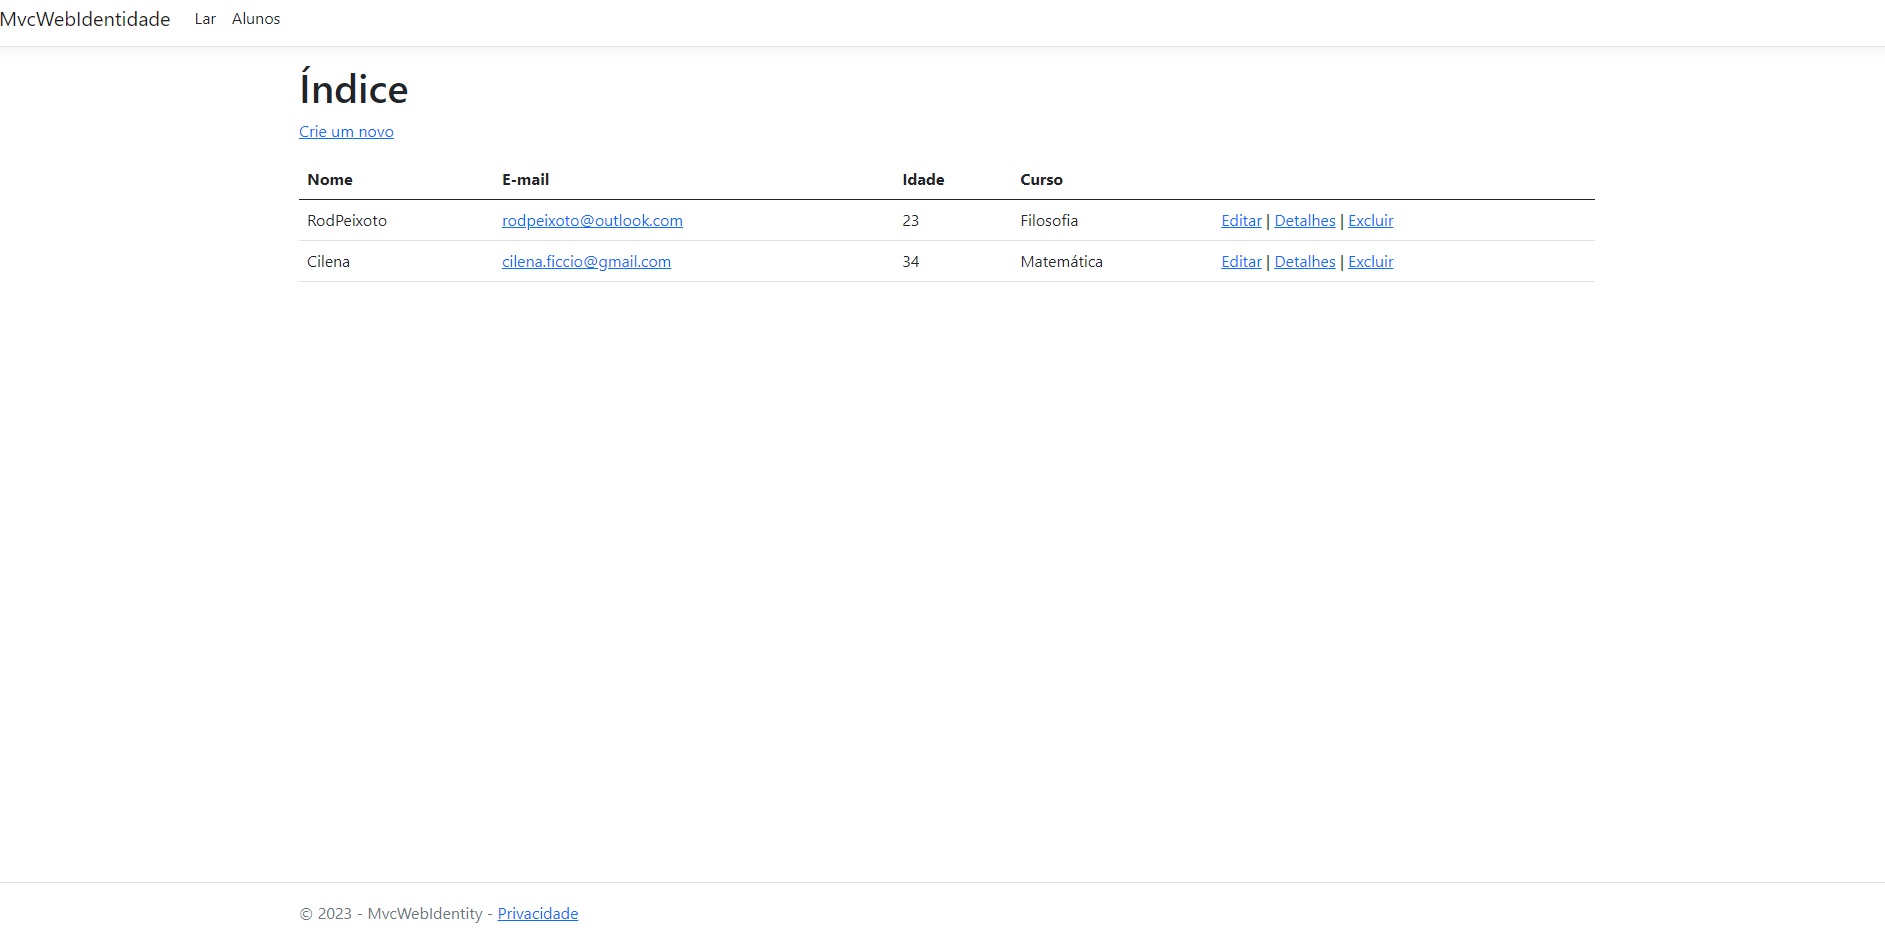 MvcWebIdentidade Lar Alunos
Índice
Crie um novo
Nome E-mail Idade Curso
RodPeixoto rodpeixoto@outlook.com 23 Filosofia Editar | Detalhes | Excluir
Cilena cilena.ficcio@gmail.com 34 Matemática Editar | Detalhes | Excluir
© 2023 - MvcWebIdentity - Privacidade